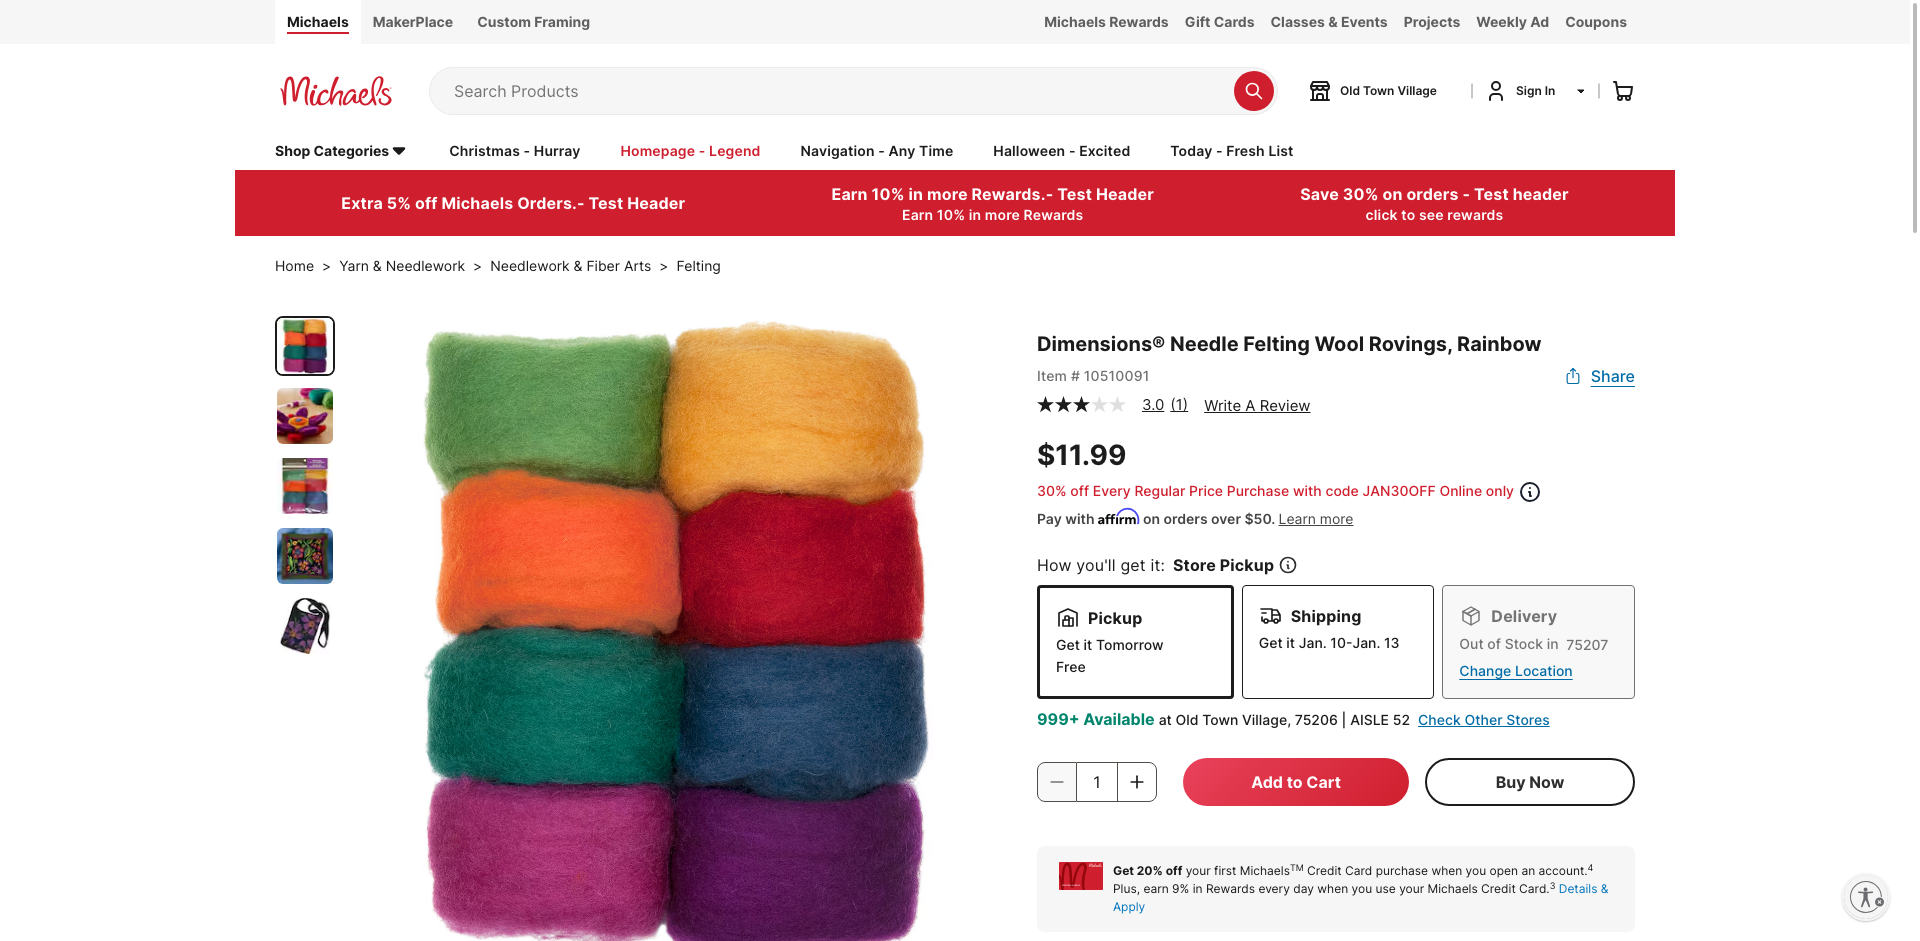 Michaels MakerPlace Custom Framing Michaels Rewards Gift Cards Classes & Events Projects Weekly Ad Coupons
Michaels Search Products Old Town Village Sign In
Shop Categories Christmas - Hurray Homepage - Legend Navigation - Any Time Halloween - Excited Today - Fresh List
Extra 5% off Michaels Orders.- Test Header
Earn 10% in more Rewards.- Test Header
Earn 10% in more Rewards
Save 30% on orders - Test header
click to see rewards
Home > Yarn & Needlework > Needlework & Fiber Arts > Felting
Dimensions® Needle Felting Wool Rovings, Rainbow
Item # 10510091
Share
3.0 (1) Write A Review
$11.99
30% off Every Regular Price Purchase with code JAN30OFF Online only
Pay with affirm on orders over $50. Learn more
How you'll get it: Store Pickup
Pickup
Get it Tomorrow
Free
Shipping
Get it Jan. 10-Jan. 13
Delivery
Out of Stock in 75207
Change Location
999+ Available at Old Town Village, 75206 | AISLE 52 Check Other Stores
1
Add to Cart
Buy Now
Get 20% off your first Michaels™ Credit Card purchase when you open an account.⁴
Plus, earn 9% in Rewards every day when you use your Michaels Credit Card.³ Details &
Apply